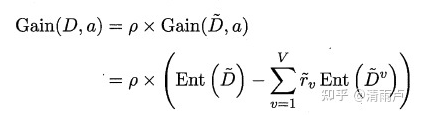 Gain(D, a) = ρ × Gain(D̃, a)
= ρ × (Ent(D̃) − ∑_{v=1}^{V} r̃_v Ent(D̃^v))
知乎 @清雨卢